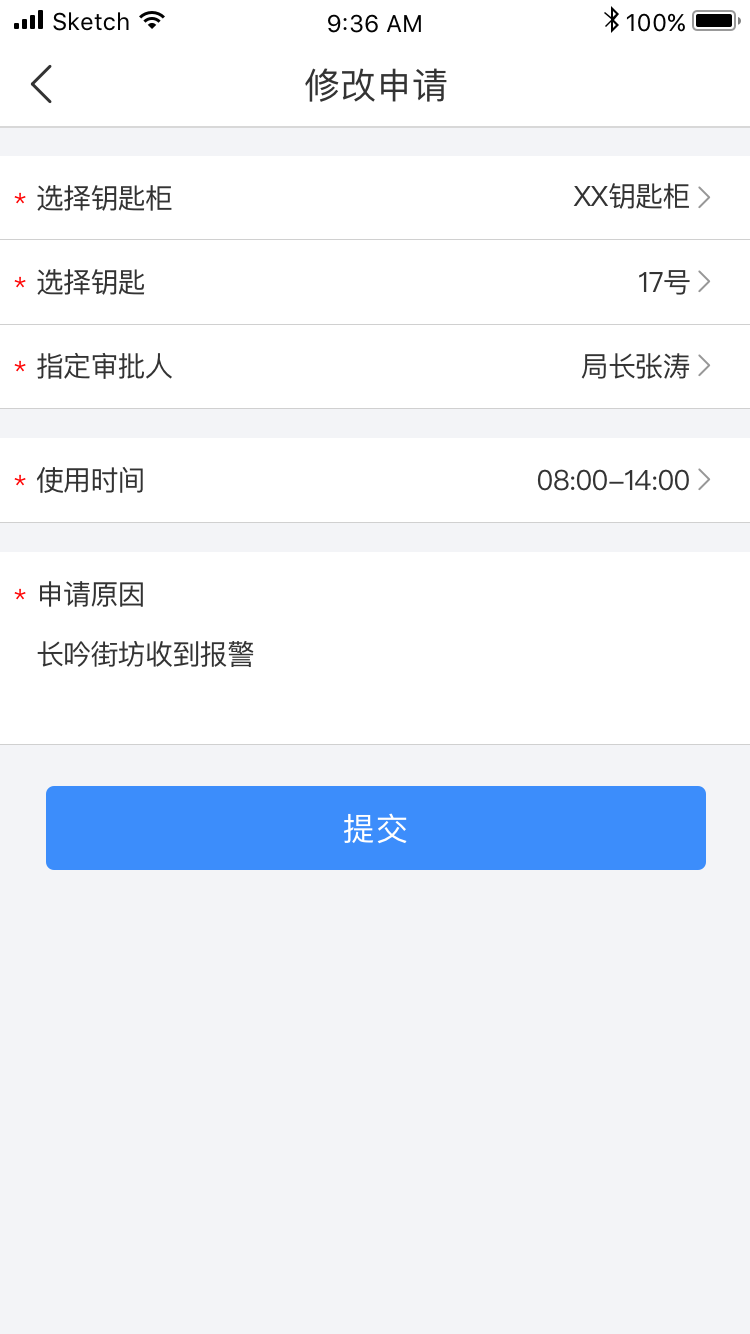 Sketch 9:36 AM 100%
修改申请
* 选择钥匙柜 XX钥匙柜
* 选择钥匙 17号
* 指定审批人 局长张涛
* 使用时间 08:00–14:00
* 申请原因
长吟街坊收到报警
提交